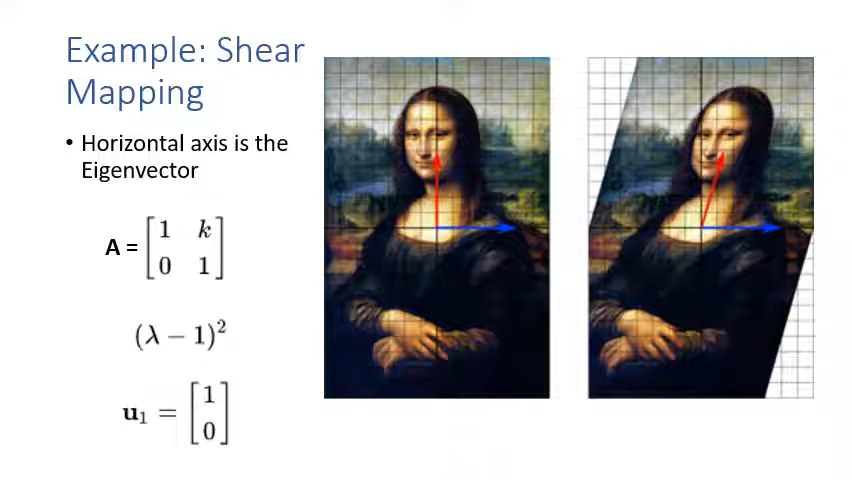 Example: Shear
Mapping
• Horizontal axis is the
Eigenvector
A = [1 k
0 1]
(λ − 1)²
u₁ = [1
0]